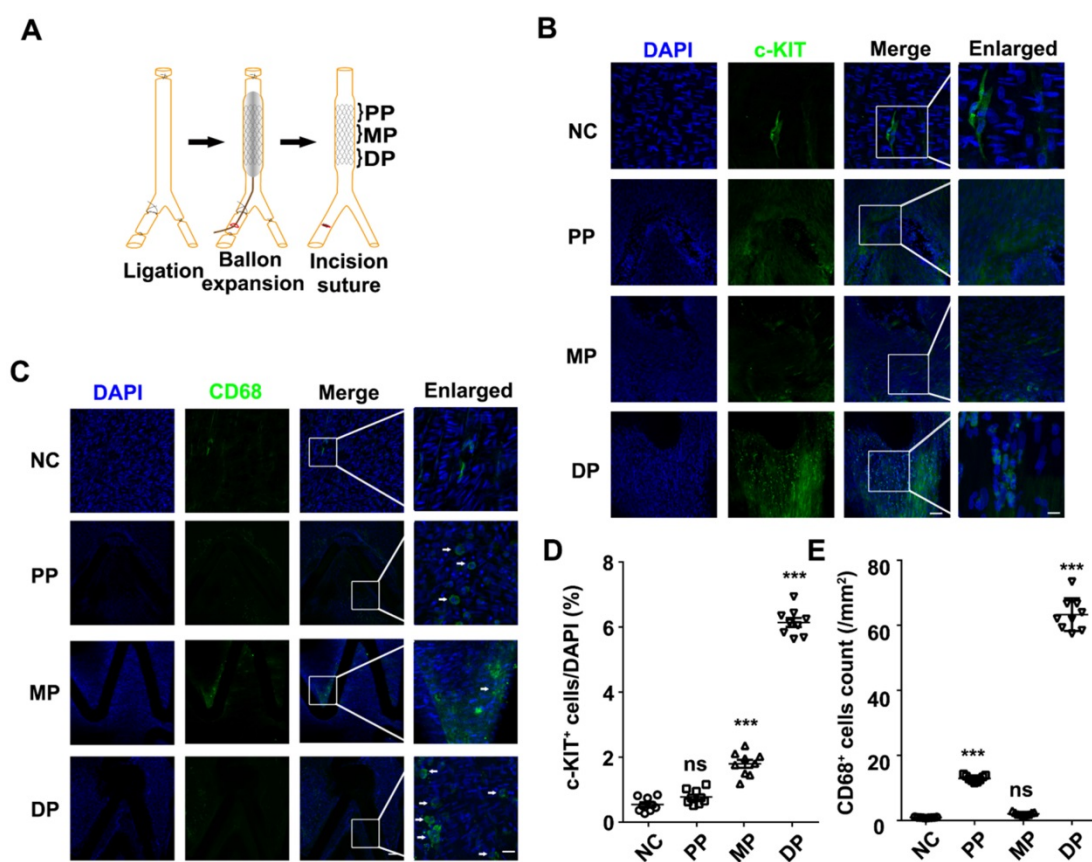 A
PP
MP
DP
Ligation
Ballon
expansion
Incision
suture
B
DAPI c-KIT Merge Enlarged
NC
PP
MP
DP
C
DAPI CD68 Merge Enlarged
NC
PP
MP
DP
D
c-KIT⁺ cells/DAPI (%)
8
6
4
2
0
ns
***
***
NC PP MP DP
E
CD68⁺ cells count (/mm²)
80
60
40
20
0
***
ns
***
NC PP MP DP